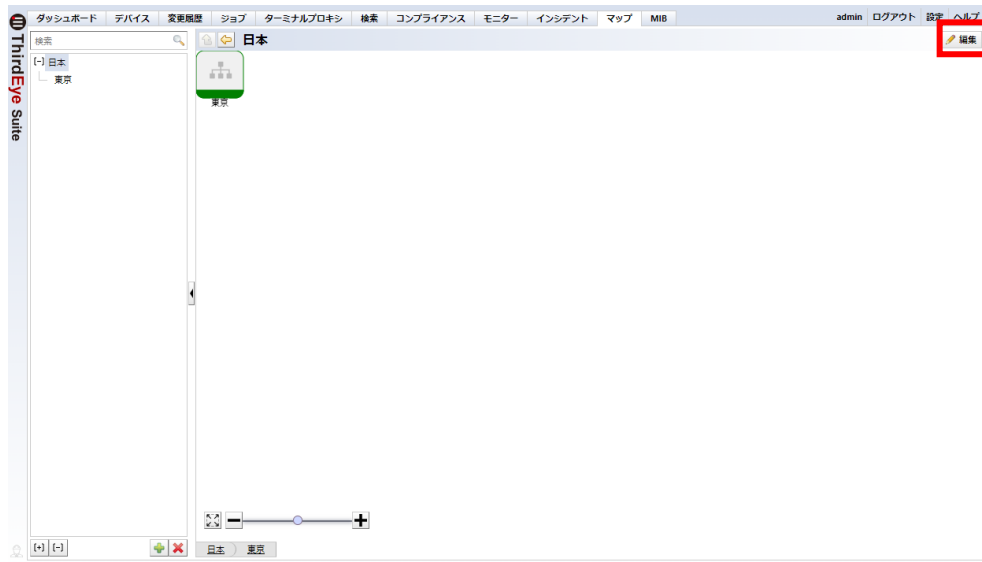 ThirdEye Suite
ダッシュボード デバイス 変更履歴 ジョブ ターミナルプロキシ 検索 コンプライアンス モニター インシデント マップ MIB admin ログアウト 設定 ヘルプ
検索 日本 編集
[-] 日本
東京
東京
[+] [-] 日本 東京